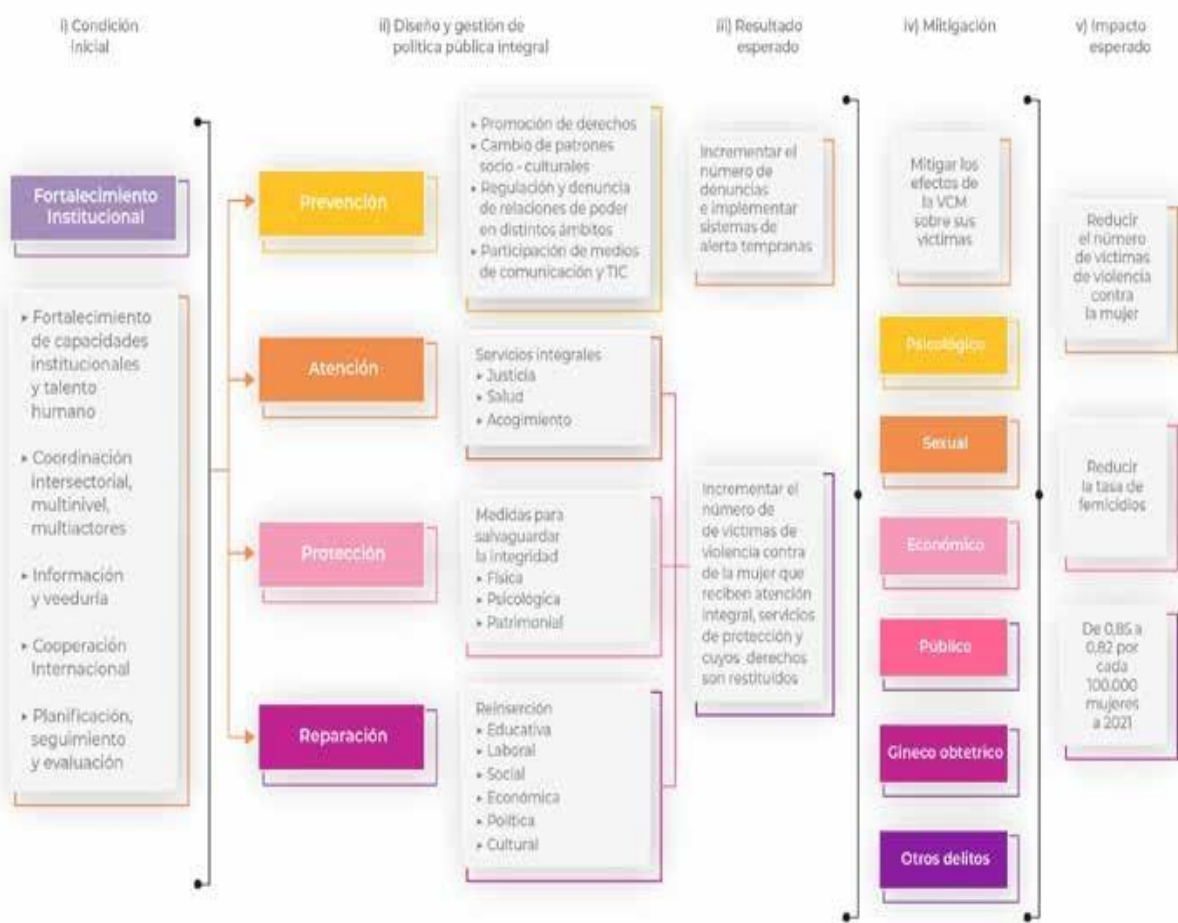 i) Condición
inicial
ii) Diseño y gestión de
política pública integral
iii) Resultado
esperado
iv) Miitigación
v) Impacto
esperado
Fortalecimiento
Institucional
▸ Fortalecimiento
de capacidades
institucionales
y talento
humano
▸ Coordinación
intersectorial,
multinivel,
multiactores
▸ Información
y veeduría
▸ Cooperación
Internacional
▸ Planificación,
seguimiento
y evaluación
Prevención
▸ Promoción de derechos
▸ Cambio de patrones
socio - culturales
▸ Regulación y denuncia
de relaciones de poder
en distintos ámbitos
▸ Participación de medios
de comunicación y TIC
Atención
Servicios integrales
▸ Justicia
▸ Salud
▸ Acogimiento
Protección
Medidas para
salvaguardar
la integridad
▸ Física
▸ Psicológica
▸ Patrimonial
Reparación
Reinserción
▸ Educativa
▸ Laboral
▸ Social
▸ Económica
▸ Política
▸ Cultural
Incrementar el
número de
denuncias
e implementar
sistemas de
alerta tempranas
Incrementar el
número de
de víctimas de
violencia contra
de la mujer que
reciben atención
integral, servicios
de protección y
cuyos derechos
son restituídos
Mitigar los
efectos de
la VCM
sobre sus
víctimas
Psicológico
Sexual
Económico
Público
Gineco obtetrico
Otros delitos
Reducir
el número
de víctimas
de violencia
contra
la mujer
Reducir
la tasa de
femicidios
De 0,85 a
0,82 por
cada
100.000
mujeres
a 2021